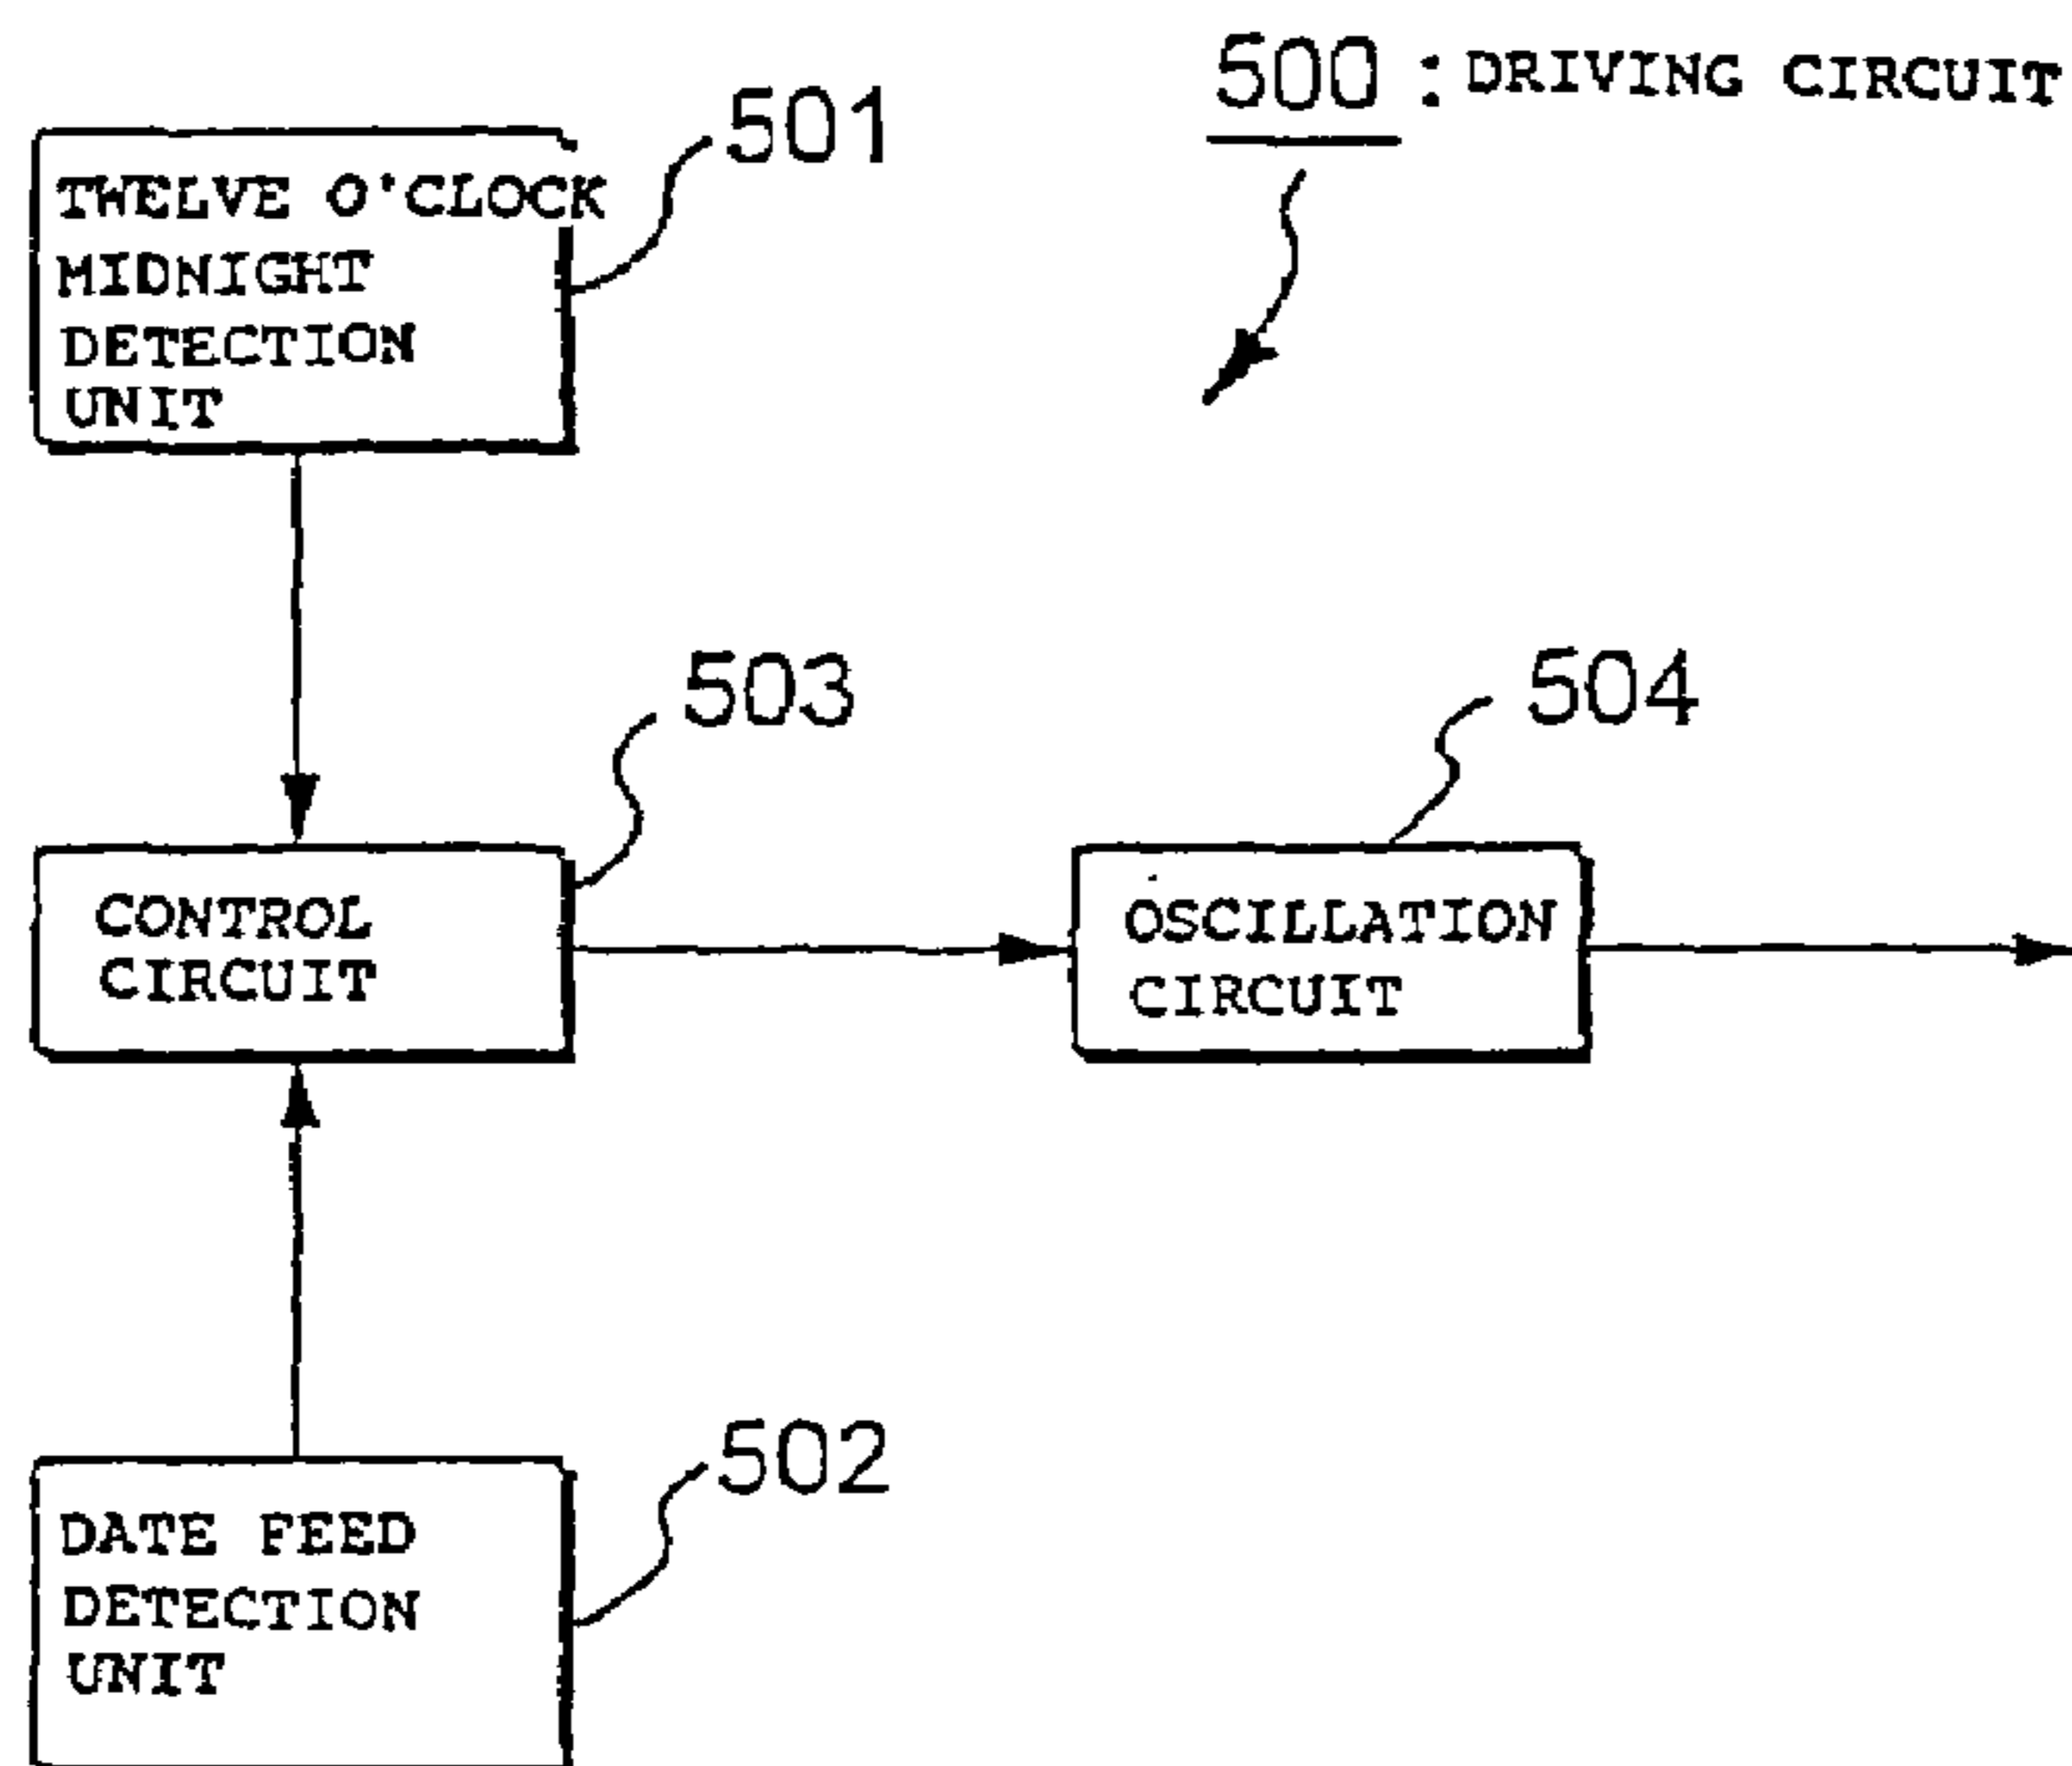 500 : DRIVING CIRCUIT
501
TWELVE O'CLOCK
MIDNIGHT
DETECTION
UNIT
503
504
CONTROL
CIRCUIT
OSCILLATION
CIRCUIT
502
DATE FEED
DETECTION
UNIT